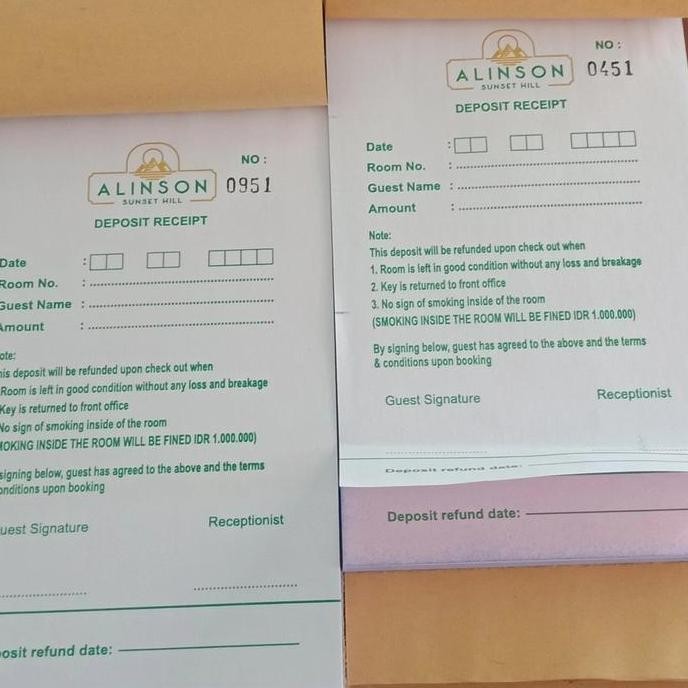 NO :
ALINSON 0951
SUNSET HILL
DEPOSIT RECEIPT
Date :
Room No. :
Guest Name :
Amount :
ote:
is deposit will be refunded upon check out when
Room is left in good condition without any loss and breakage
Key is returned to front office
No sign of smoking inside of the room
MOKING INSIDE THE ROOM WILL BE FINED IDR 1.000.000)
signing below, guest has agreed to the above and the terms
onditions upon booking
uest Signature Receptionist
osit refund date:
NO :
ALINSON 0451
SUNSET HILL
DEPOSIT RECEIPT
Date :
Room No. :
Guest Name :
Amount :
Note:
This deposit will be refunded upon check out when
1. Room is left in good condition without any loss and breakage
2. Key is returned to front office
3. No sign of smoking inside of the room
(SMOKING INSIDE THE ROOM WILL BE FINED IDR 1.000.000)
By signing below, guest has agreed to the above and the terms
& conditions upon booking
Guest Signature Receptionist
Deposit refund date:
Deposit refund date: